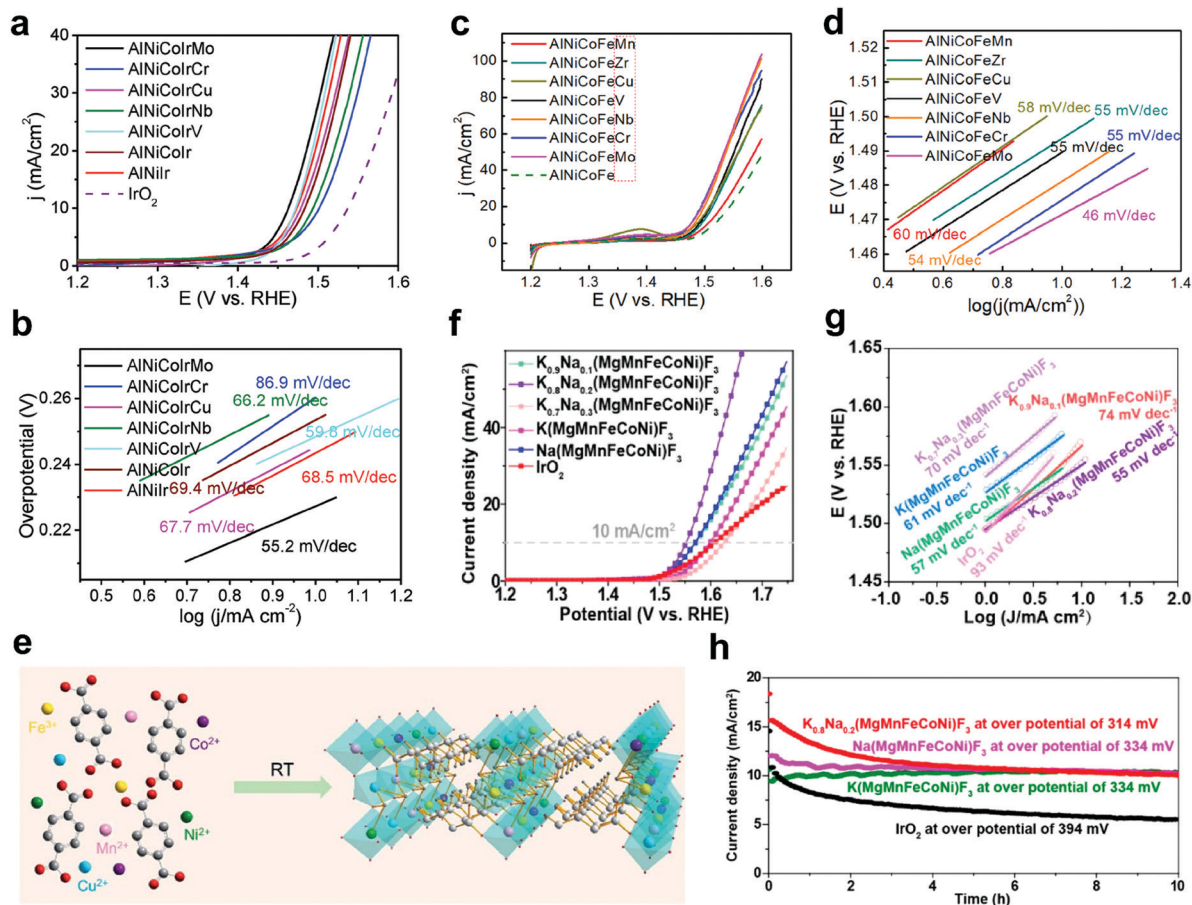 a
j (mA/cm²)
40
30
20
10
0
AlNiCoIrMo
AlNiCoIrCr
AlNiCoIrCu
AlNiCoIrNb
AlNiCoIrV
AlNiCoIr
AlNiIr
IrO₂
1.2 1.3 1.4 1.5 1.6
E (V vs. RHE)
c
j (mA/cm²)
100
80
60
40
20
0
AlNiCoFeMn
AlNiCoFeZr
AlNiCoFeCu
AlNiCoFeV
AlNiCoFeNb
AlNiCoFeCr
AlNiCoFeMo
AlNiCoFe
1.2 1.3 1.4 1.5 1.6
E (V vs. RHE)
d
E (V vs. RHE)
1.52
1.51
1.50
1.49
1.48
1.47
1.46
AlNiCoFeMn
AlNiCoFeZr
AlNiCoFeCu
AlNiCoFeV
AlNiCoFeNb
AlNiCoFeCr
AlNiCoFeMo
58 mV/dec
55 mV/dec
55 mV/dec
55 mV/dec
46 mV/dec
60 mV/dec
54 mV/dec
0.4 0.6 0.8 1.0 1.2 1.4
log(j(mA/cm²))
b
Overpotential (V)
0.26
0.24
0.22
AlNiCoIrMo
AlNiCoIrCr
AlNiCoIrCu
AlNiCoIrNb
AlNiCoIrV
AlNiCoIr
AlNiIr
86.9 mV/dec
66.2 mV/dec
59.8 mV/dec
69.4 mV/dec
68.5 mV/dec
67.7 mV/dec
55.2 mV/dec
0.5 0.6 0.7 0.8 0.9 1.0 1.1 1.2
log (j/mA cm⁻²)
f
Current density (mA/cm²)
40
20
0
K₀.₉Na₀.₁(MgMnFeCoNi)F₃
K₀.₈Na₀.₂(MgMnFeCoNi)F₃
K₀.₇Na₀.₃(MgMnFeCoNi)F₃
K(MgMnFeCoNi)F₃
Na(MgMnFeCoNi)F₃
IrO₂
10 mA/cm²
1.2 1.3 1.4 1.5 1.6 1.7
Potential (V vs. RHE)
g
E (V vs. RHE)
1.65
1.60
1.55
1.50
1.45
K₀.₇Na₀.₃(MgMnFeCoNi)F₃
70 mV dec⁻¹
K₀.₉Na₀.₁(MgMnFeCoNi)F₃
74 mV dec⁻¹
K(MgMnFeCoNi)F₃
61 mV dec⁻¹
Na(MgMnFeCoNi)F₃
57 mV dec⁻¹
IrO₂
93 mV dec⁻¹
K₀.₈Na₀.₂(MgMnFeCoNi)F₃
55 mV dec⁻¹
-1.0 -0.5 0.0 0.5 1.0 1.5 2.0
Log (J/mA cm²)
e
Fe³⁺
Co²⁺
Ni²⁺
Mn²⁺
Cu²⁺
RT
h
Current density (mA/cm²)
20
15
10
5
0
K₀.₈Na₀.₂(MgMnFeCoNi)F₃ at over potential of 314 mV
Na(MgMnFeCoNi)F₃ at over potential of 334 mV
K(MgMnFeCoNi)F₃ at over potential of 334 mV
IrO₂ at over potential of 394 mV
0 2 4 6 8 10
Time (h)